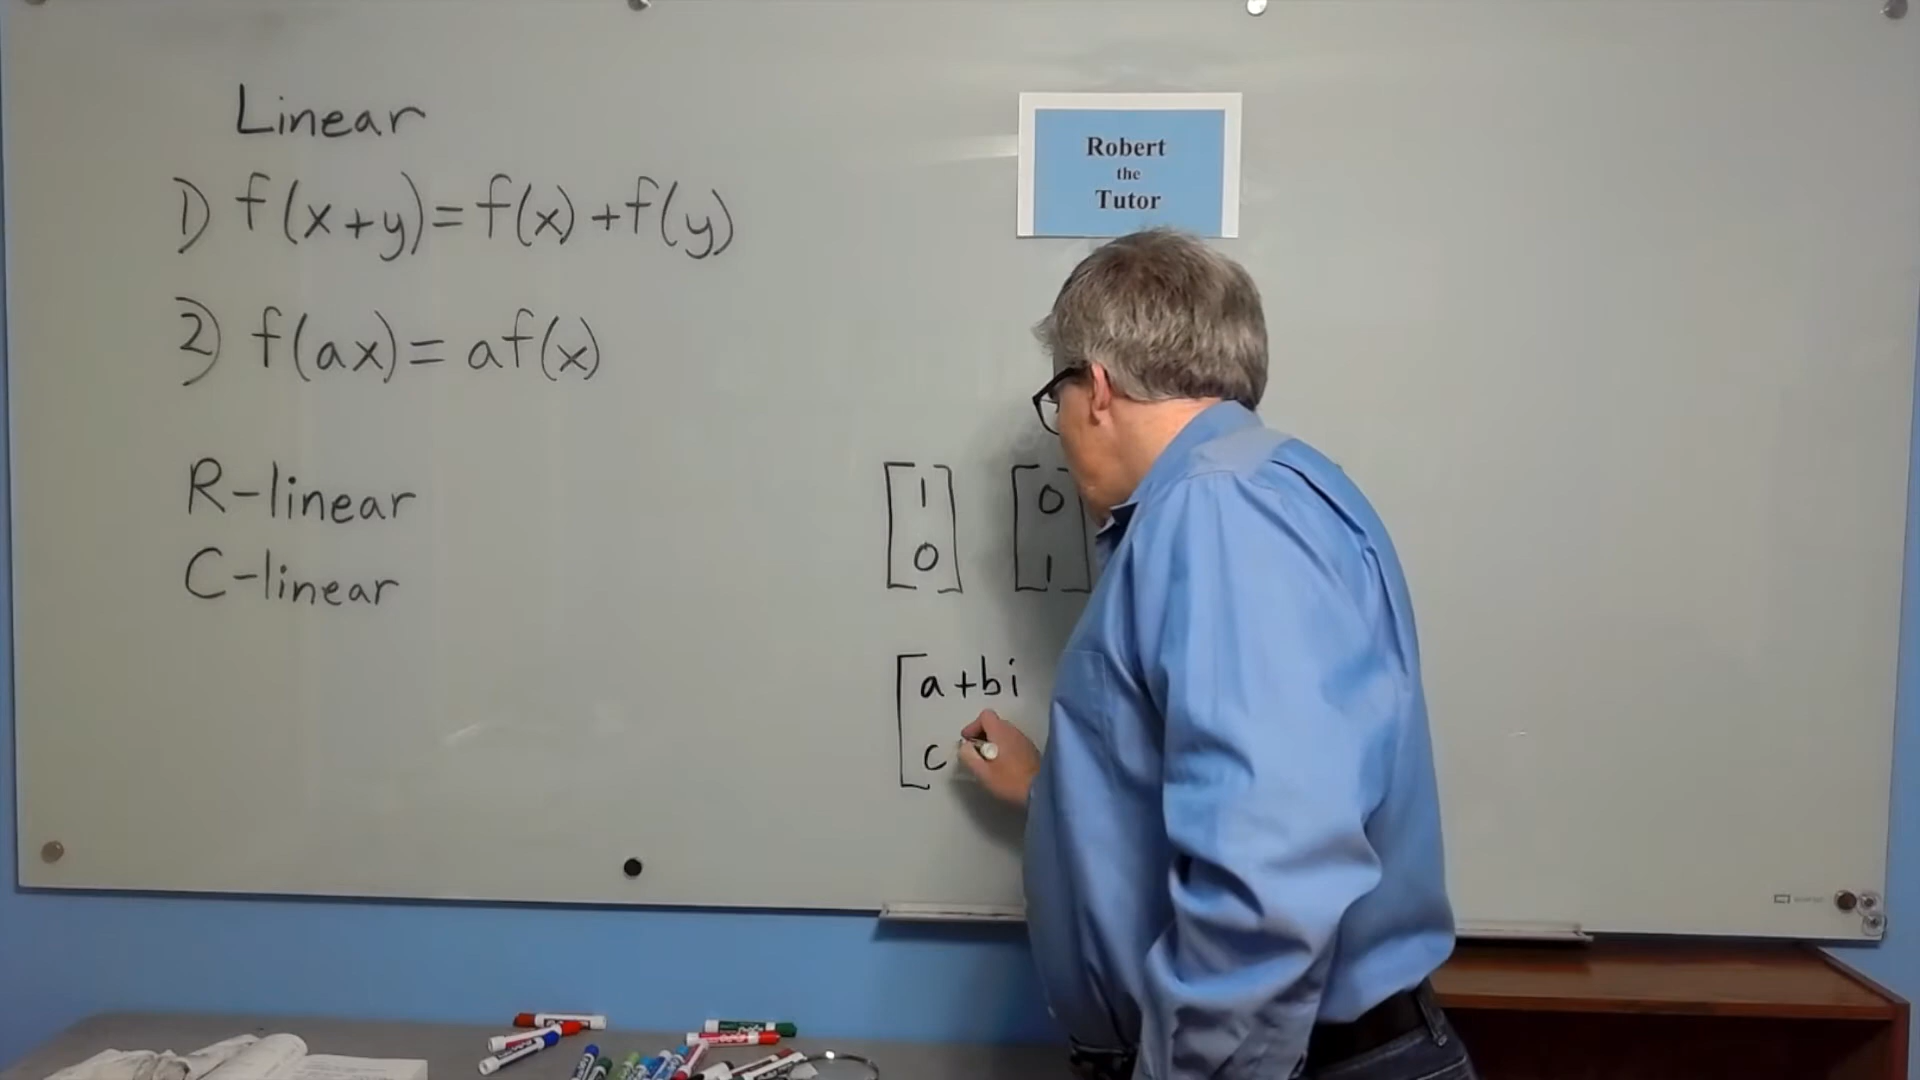 Linear
1) f(x+y)=f(x)+f(y)
2) f(ax)=af(x)
R-linear
C-linear
Robert
the
Tutor
[1 0] [0 1]
[a+bi
c